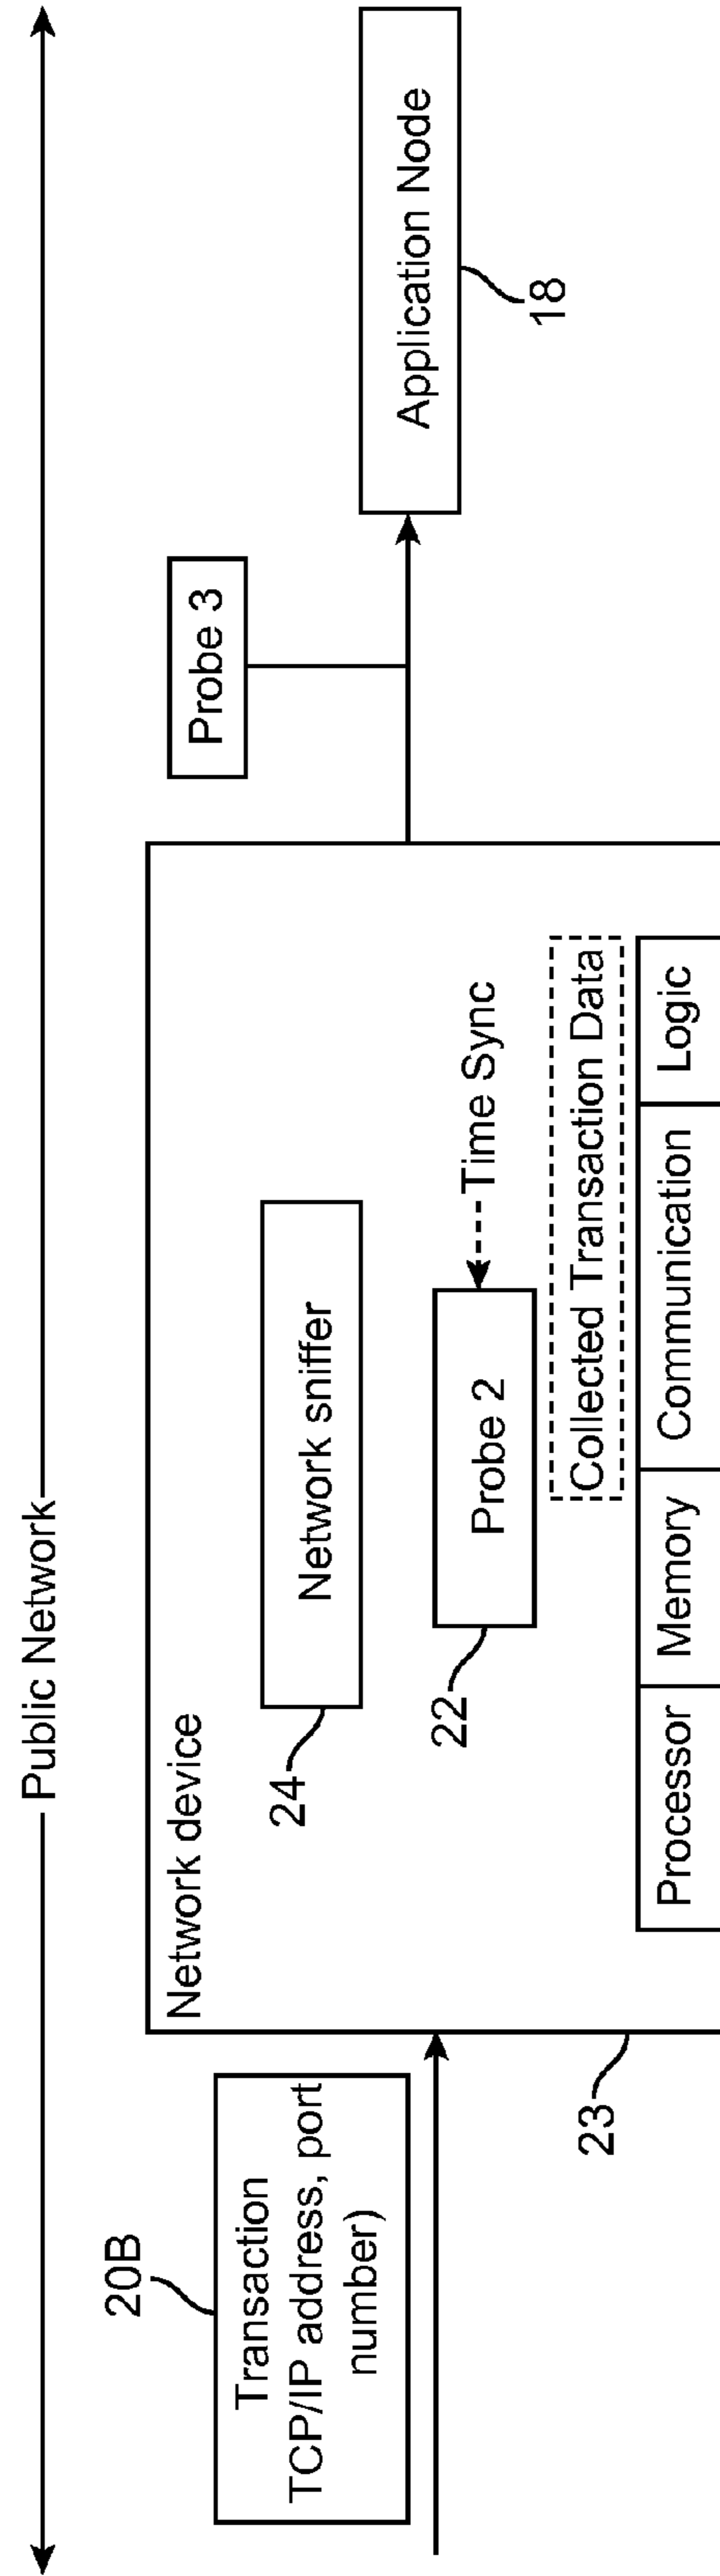 Public Network
20B
Transaction
TCP/IP address, port
number)
Network device
24
Network sniffer
22
Probe 2
Time Sync
Collected Transaction Data
Processor
Memory
Communication
Logic
23
Probe 3
Application Node
18